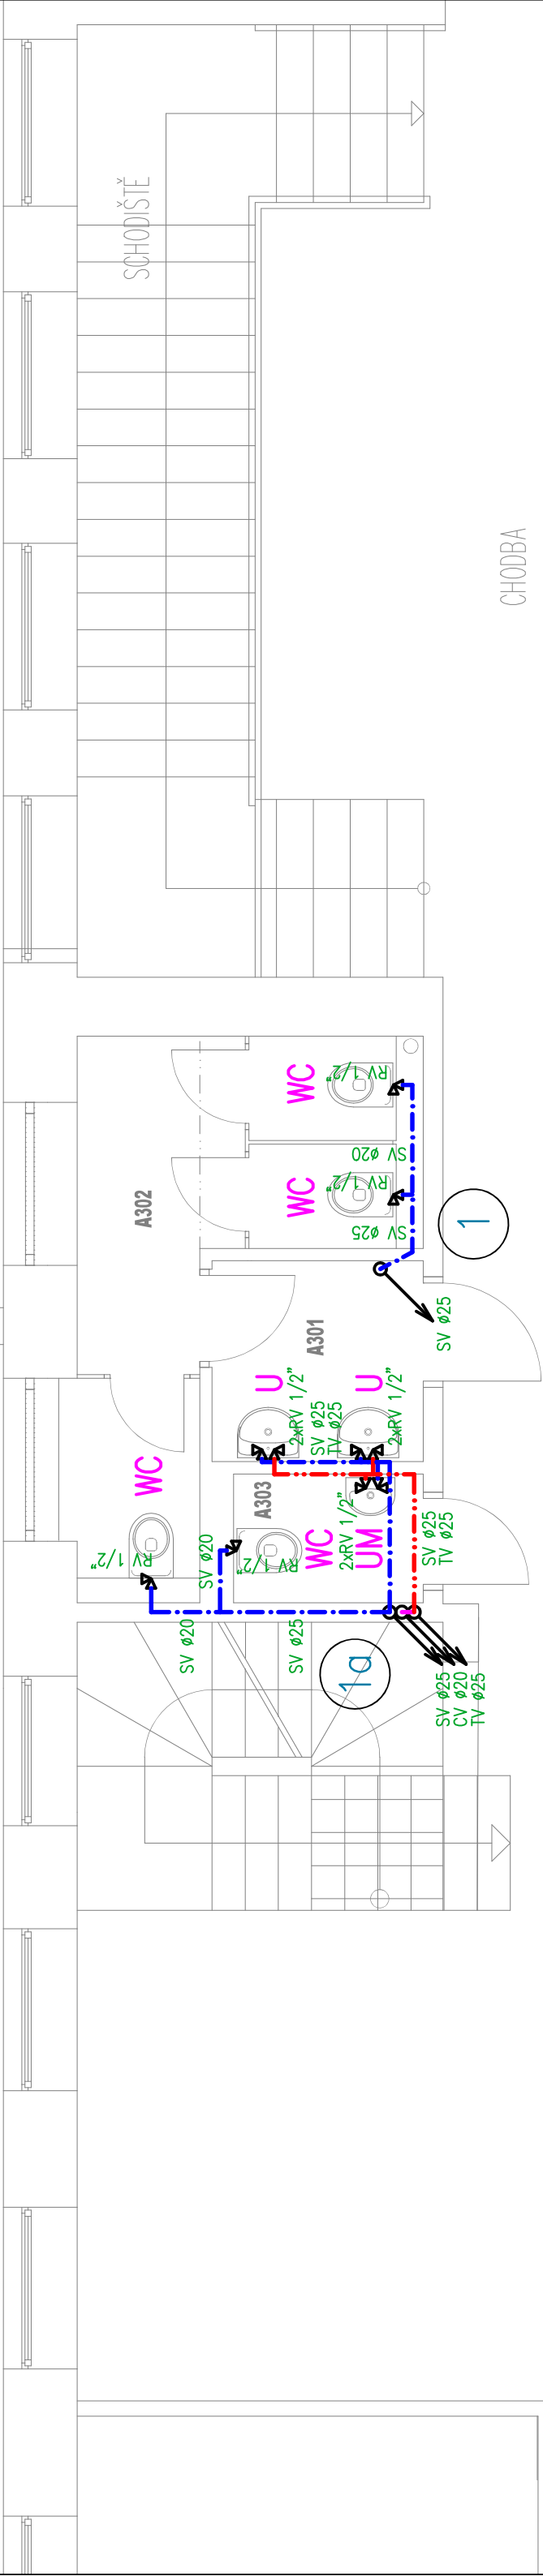 SCHODIŠTĚ
CHODBA
WC
RV 1/2"
SV ø20
WC
RV 1/2"
SV ø25
A302
1
SV ø25
A301
U
2xRV 1/2"
SV ø25
TV ø25
U
2xRV 1/2"
WC
RV 1/2"
A303
SV ø20
WC
RV 1/2"
2xRV 1/2"
UM
SV ø25
TV ø25
SV ø20
SV ø25
1a
SV ø25
CV ø20
TV ø25